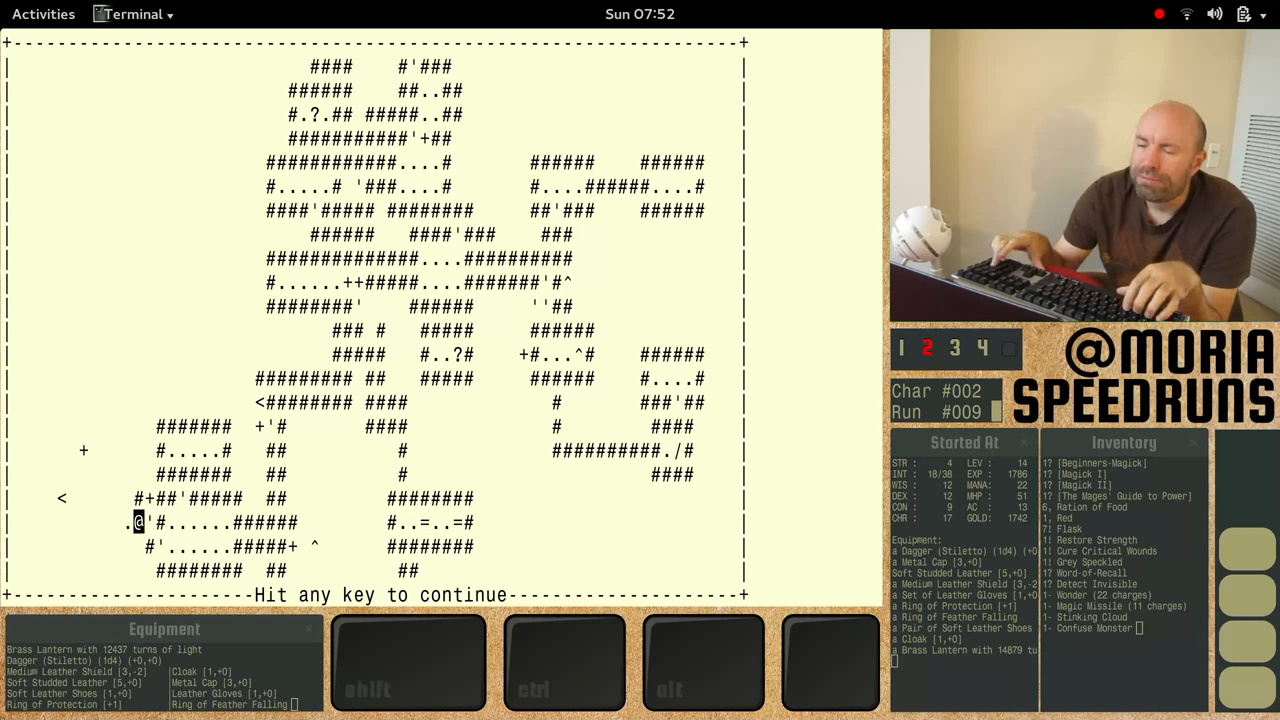 Activities
Terminal
Sun 07:52
+-------------------------------------------------------------------+
|                           ####    #'###                           |
|                         ######    ##..##                          |
|                         #.?.## #####..##                          |
|                         ###########'+##                           |
|                       ############....#       ######    ######    |
|                       #.....# '###....#       #....######....#    |
|                       ####'##### ########     ##'###    ######    |
|                           ######   ####'###    ###                |
|                       ##############....##########                |
|                       #......++#####....#######'#^                |
|                       ########'    ######     ''##                |
|                             ### #   #####     ######              |
|                             #####   #..?#    +#...^#    ######    |
|                      ######### ##   #####     ######    #....#    |
|                      <######## ####             #       ###'##    |
|             #######  +'#       ####             #        ####     |
|      +      #.....#   ##          #             ##########./#     |
|             #######   ##          #                      ####     |
|    <      #+##'#####  ##         ########                         |
|          .@'#......######        #..=..=#                         |
|           #'......#####+ ^       ########                         |
|             ########  ##          ##                              |
+----------------------Hit any key to continue----------------------+
1 2 3 4
@MORIA
SPEEDRUNS
Char #002
Run  #009
Started At
STR : 4 LEV : 14
INT : 18/38 EXP : 1786
WIS : 12 MANA: 22
DEX : 12 MHP : 51
CON : 9 AC : 13
CHR : 17 GOLD: 1742
Equipment:
a Dagger (Stiletto) (1d4) (+0
a Metal Cap [3,+0]
Soft Studded Leather [5,+0]
a Medium Leather Shield [3,-2
a Set of Leather Gloves [1,+0
a Ring of Protection [+1]
a Ring of Feather Falling
a Pair of Soft Leather Shoes
a Cloak [1,+0]
a Brass Lantern with 14879 tu
Inventory
1? [Beginners-Magick]
1? [Magick I]
1? [Magick II]
1? [The Mages' Guide to Power]
6, Ration of Food
1, Red
7! Flask
1! Restore Strength
1! Cure Critical Wounds
1! Grey Speckled
1? Word-of-Recall
1? Detect Invisible
1- Wonder (22 charges)
1- Magic Missile (11 charges)
1- Stinking Cloud
1- Confuse Monster
Equipment
Brass Lantern with 12437 turns of light
Dagger (Stiletto) (1d4) (+0,+0)
Medium Leather Shield [3,-2] |Cloak [1,+0]
Soft Studded Leather [5,+0] |Metal Cap [3,+0]
Soft Leather Shoes [1,+0] |Leather Gloves [1,+0]
Ring of Protection [+1] |Ring of Feather Falling
shift
ctrl
alt